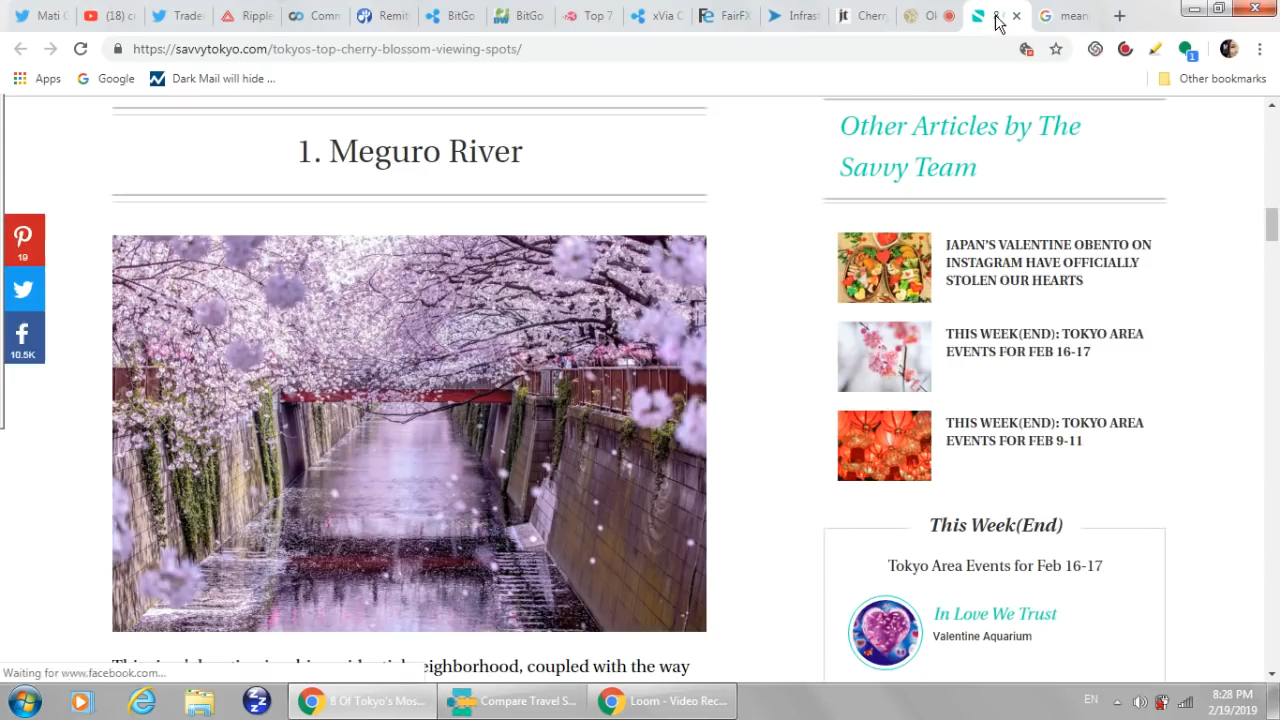 Mati
(18)
Trade
Ripple
Comm
Remit
BitGo
BitGo
Top 7
xVia C
FairFX
Infrast
Cherry
mean
https://savvytokyo.com/tokyos-top-cherry-blossom-viewing-spots/
1
Apps
Google
Dark Mail will hide ...
Other bookmarks
1. Meguro River
19
10.5K
Other Articles by The
Savvy Team
JAPAN'S VALENTINE OBENTO ON
INSTAGRAM HAVE OFFICIALLY
STOLEN OUR HEARTS
THIS WEEK(END): TOKYO AREA
EVENTS FOR FEB 16-17
THIS WEEK(END): TOKYO AREA
EVENTS FOR FEB 9-11
This Week(End)
Tokyo Area Events for Feb 16-17
In Love We Trust
Valentine Aquarium
eighborhood, coupled with the way
Waiting for www.facebook.com...
8 Of Tokyo's Mos...
Compare Travel S...
Loom - Video Rec...
EN
8:28 PM
2/19/2019